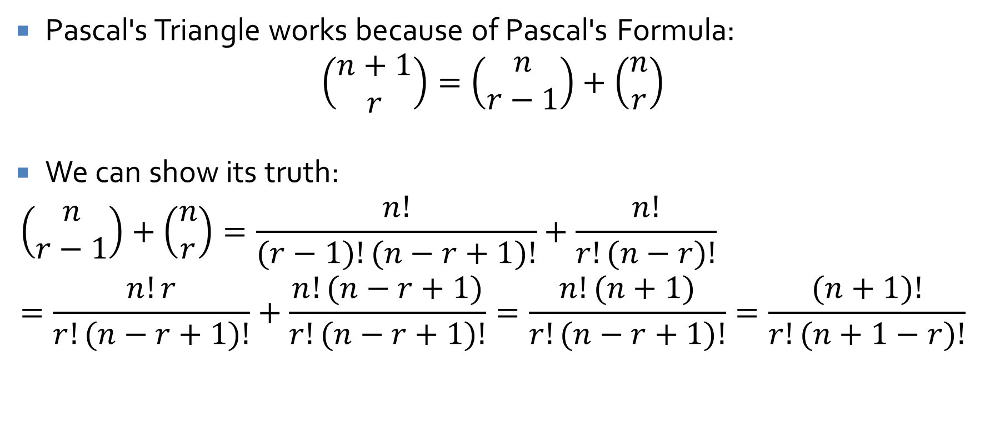 ▪ Pascal's Triangle works because of Pascal's Formula:
\binom{n+1}{r} = \binom{n}{r-1} + \binom{n}{r}
▪ We can show its truth:
\binom{n}{r-1} + \binom{n}{r} = \frac{n!}{(r-1)!(n-r+1)!} + \frac{n!}{r!(n-r)!}
= \frac{n!r}{r!(n-r+1)!} + \frac{n!(n-r+1)}{r!(n-r+1)!} = \frac{n!(n+1)}{r!(n-r+1)!} = \frac{(n+1)!}{r!(n+1-r)!}